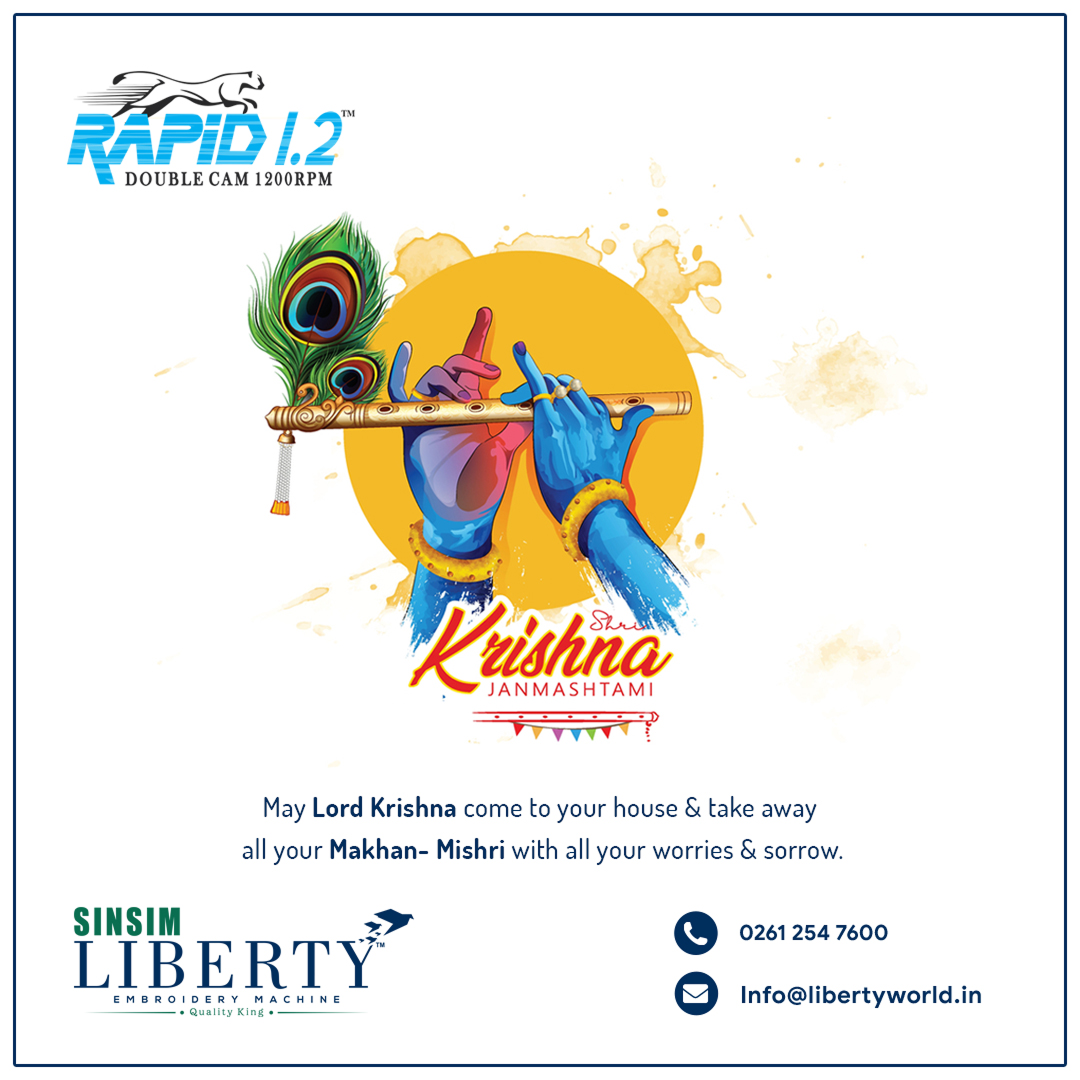 RAPID 1.2™
DOUBLE CAM 1200RPM
Shri
Krishna
JANMASHTAMI
May Lord Krishna come to your house & take away
all your Makhan- Mishri with all your worries & sorrow.
SINSIM
LIBERTY™
EMBROIDERY MACHINE
• Quality King •
0261 254 7600
Info@libertyworld.in